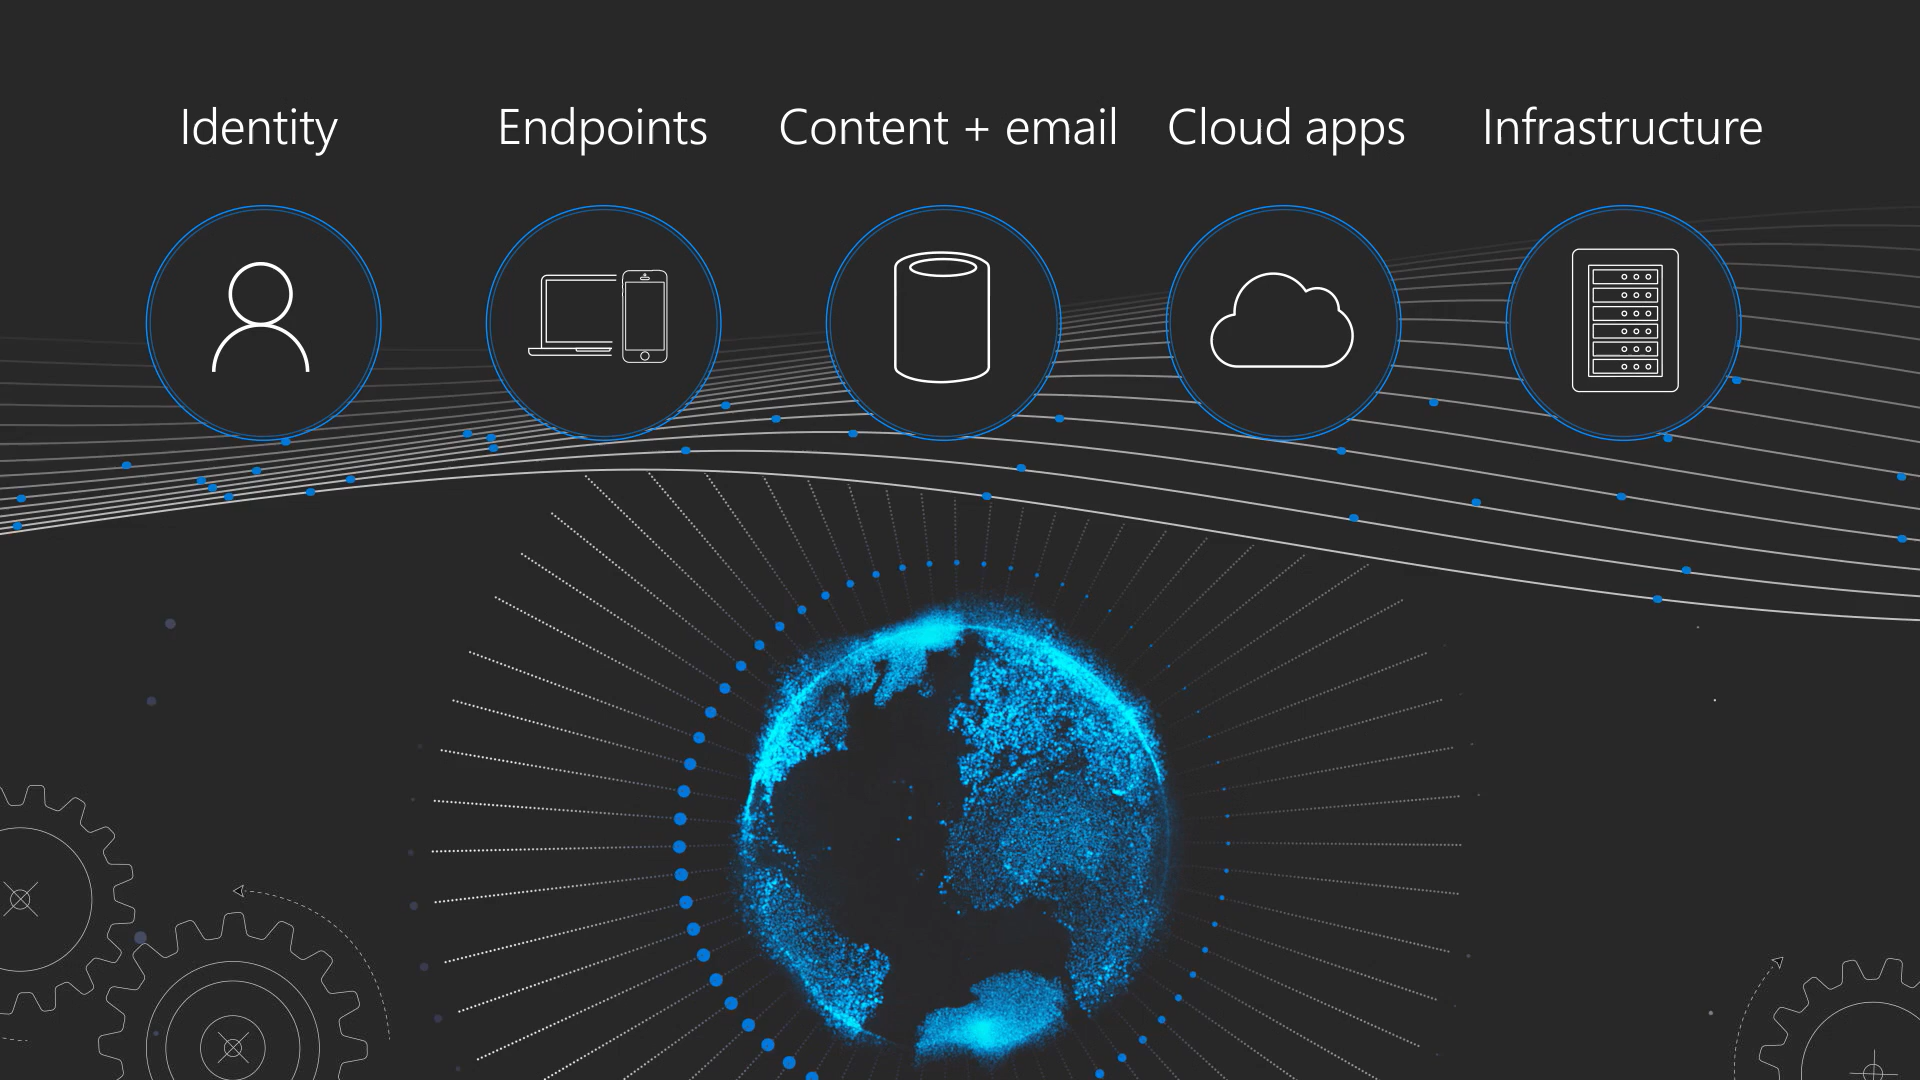 Identity
Endpoints
Content + email
Cloud apps
Infrastructure